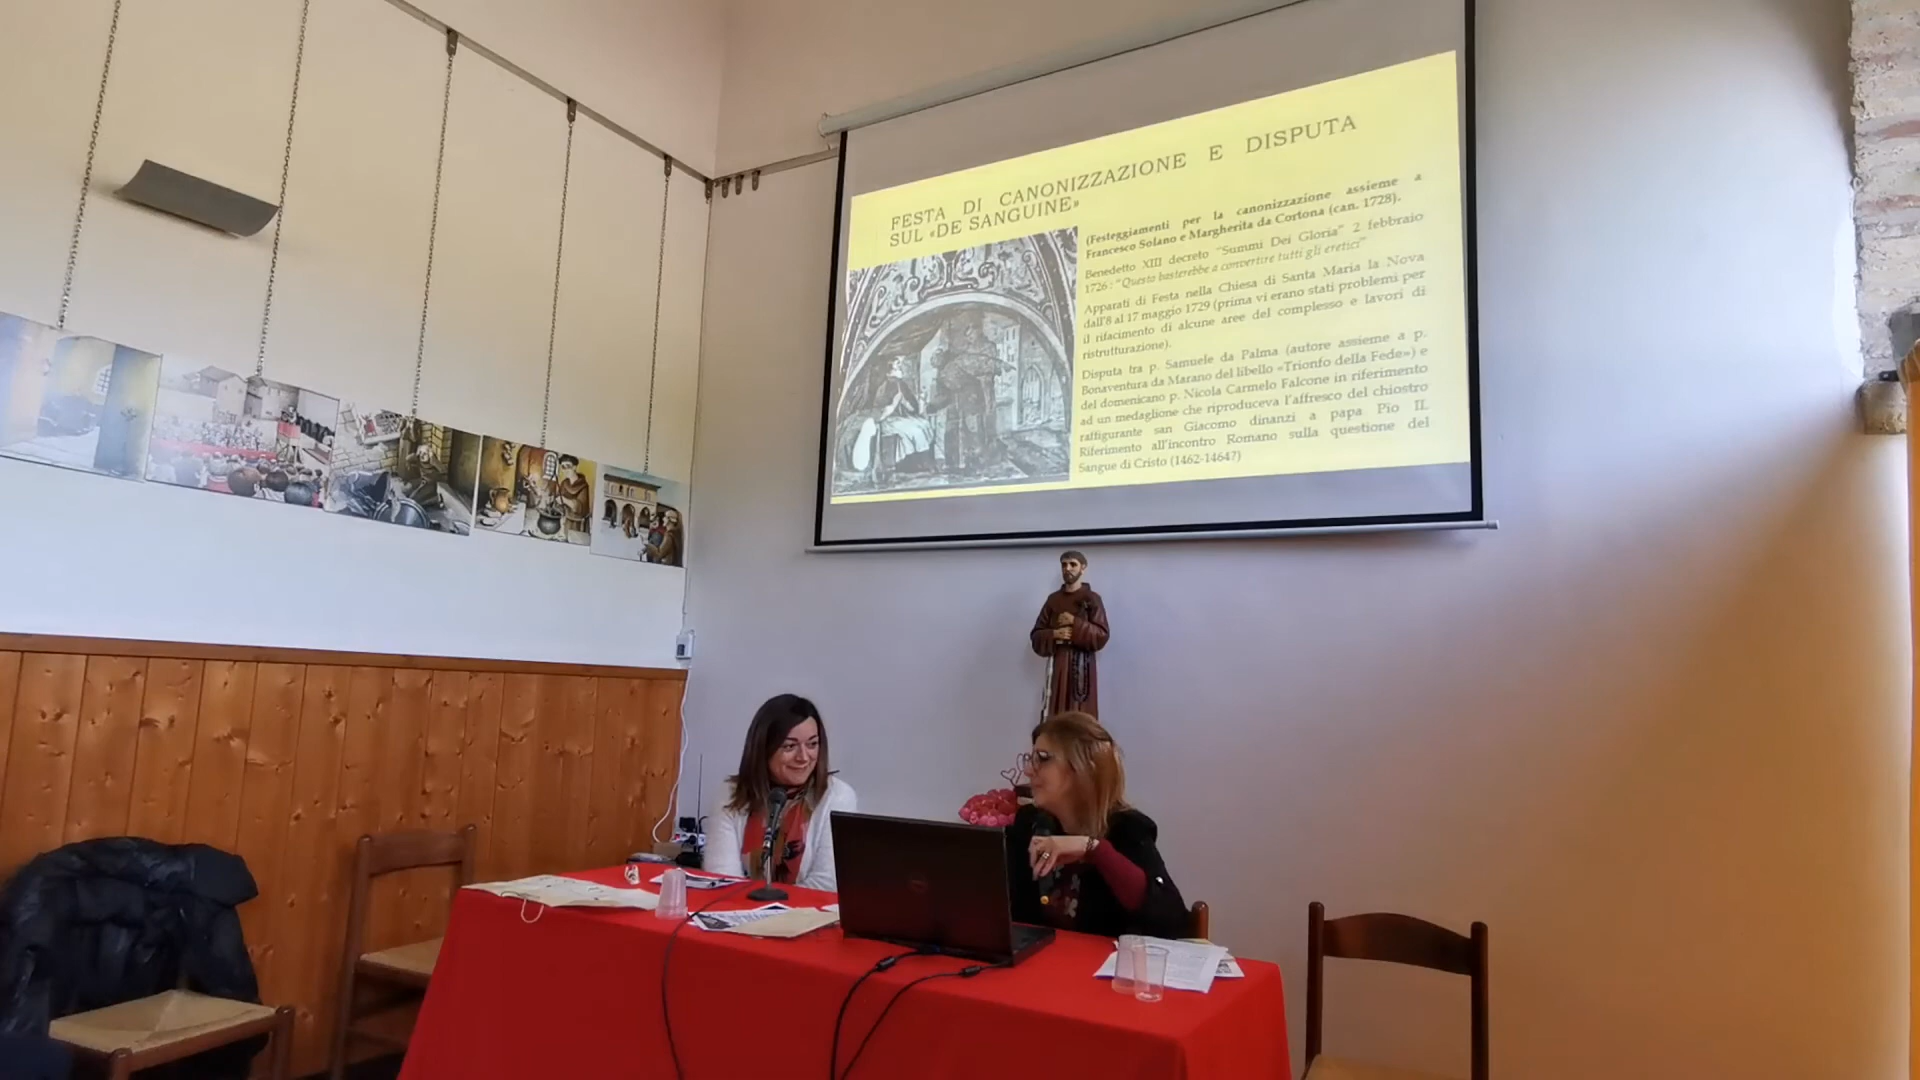 FESTA DI CANONIZZAZIONE E DISPUTA
SUL «DE SANGUINE»
(Festeggiamenti per la canonizzazione assieme a
Francesco Solano e Margherita da Cortona (can. 1728).
Benedetto XIII decreto "Summi Dei Gloria" 2 febbraio
1726 : "Questo basterebbe a convertire tutti gli eretici"
Apparati di Festa nella Chiesa di Santa Maria la Nova
dall'8 al 17 maggio 1729 (prima vi erano stati problemi per
il rifacimento di alcune aree del complesso e lavori di
ristrutturazione).
Disputa tra p. Samuele da Palma (autore assieme a p.
Bonaventura da Marano del libello «Trionfo della Fede») e
del domenicano p. Nicola Carmelo Falcone in riferimento
ad un medaglione che riproduceva l'affresco del chiostro
raffigurante san Giacomo dinanzi a papa Pio II.
Riferimento all'incontro Romano sulla questione del
Sangue di Cristo (1462-14647)